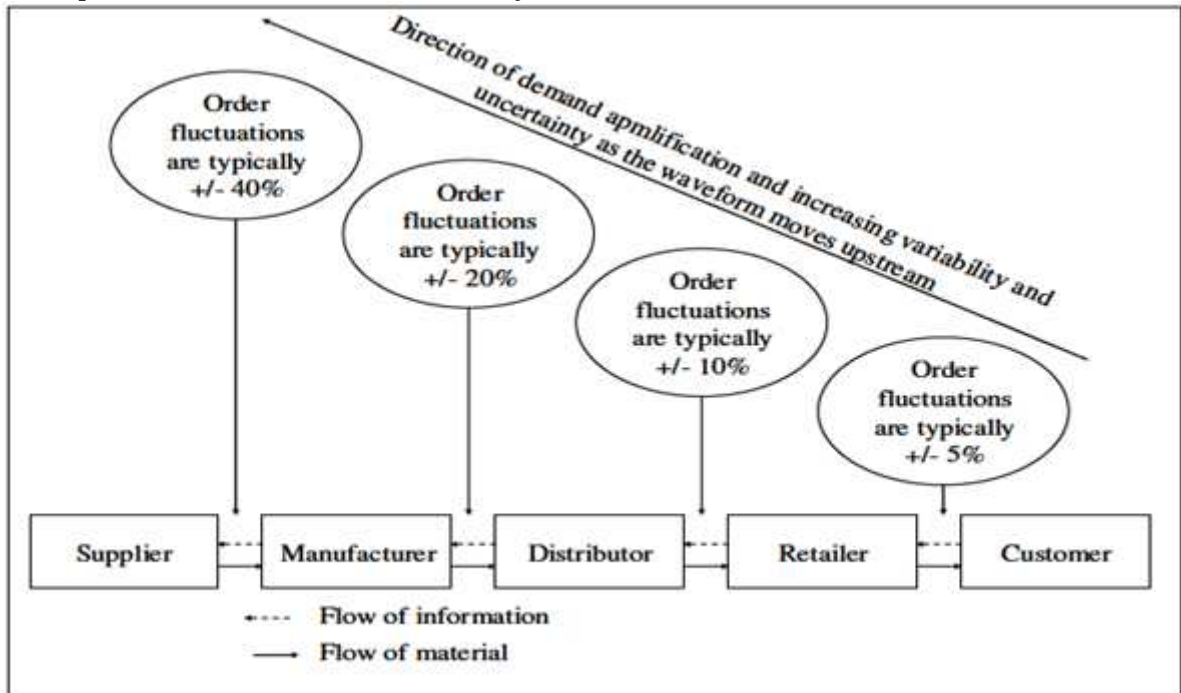 Direction of demand apmlification and increasing variability and
uncertainty as the waveform moves upstream
Order
fluctuations
are typically
+/- 40%
Order
fluctuations
are typically
+/- 20%
Order
fluctuations
are typically
+/- 10%
Order
fluctuations
are typically
+/- 5%
Supplier
Manufacturer
Distributor
Retailer
Customer
Flow of information
Flow of material